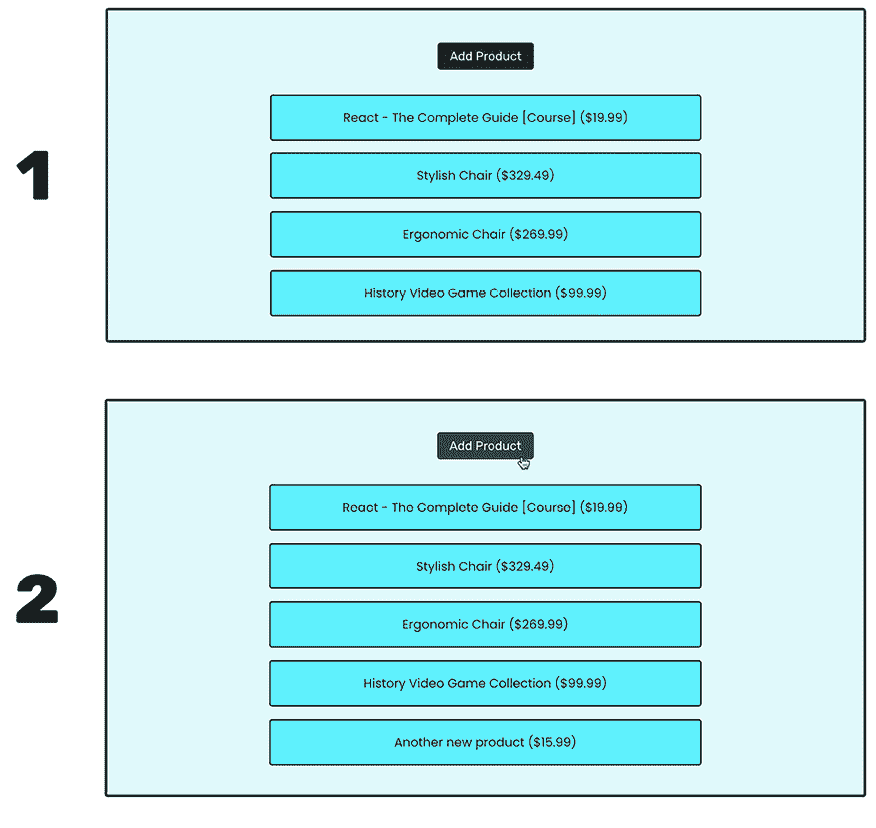 1
Add Product
React - The Complete Guide [Course] ($19.99)
Stylish Chair ($329.49)
Ergonomic Chair ($269.99)
History Video Game Collection ($99.99)
2
Add Product
React - The Complete Guide [Course] ($19.99)
Stylish Chair ($329.49)
Ergonomic Chair ($269.99)
History Video Game Collection ($99.99)
Another new product ($15.99)